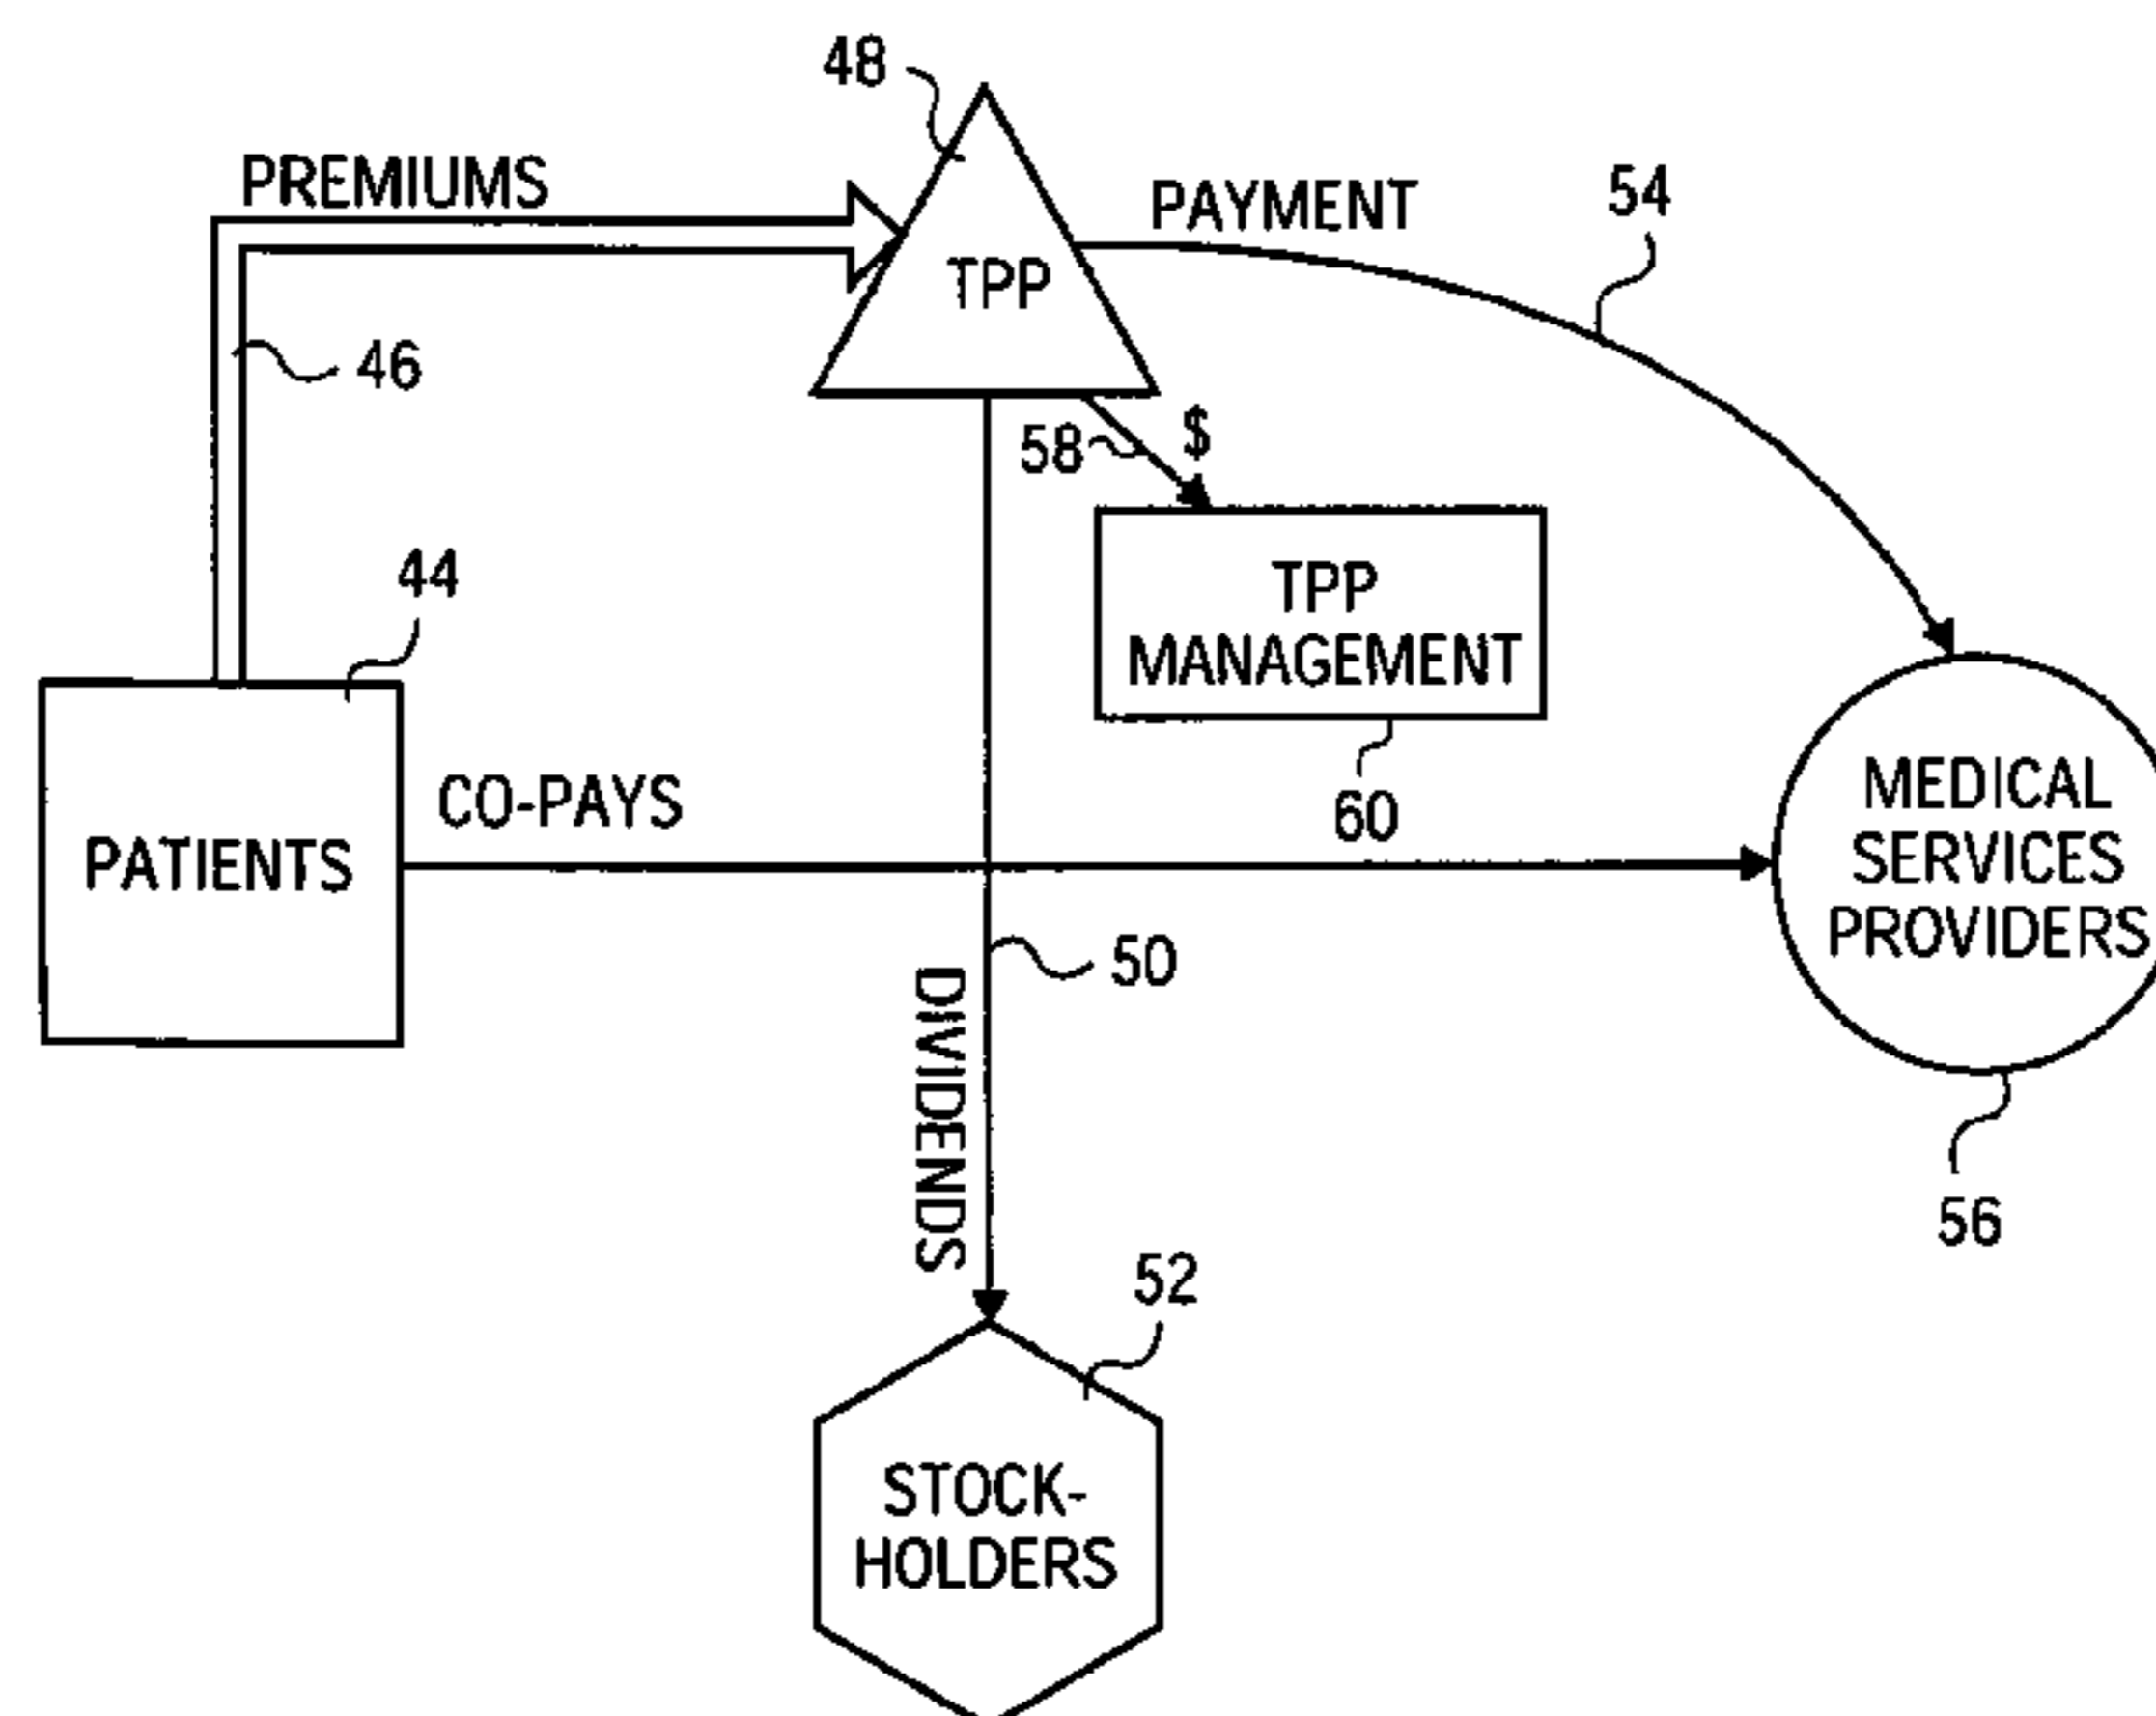 48
PREMIUMS
PAYMENT
54
TPP
46
58
$
44
TPP
MANAGEMENT
60
CO-PAYS
PATIENTS
MEDICAL
SERVICES
PROVIDERS
50
DIVIDENDS
56
52
STOCK-
HOLDERS